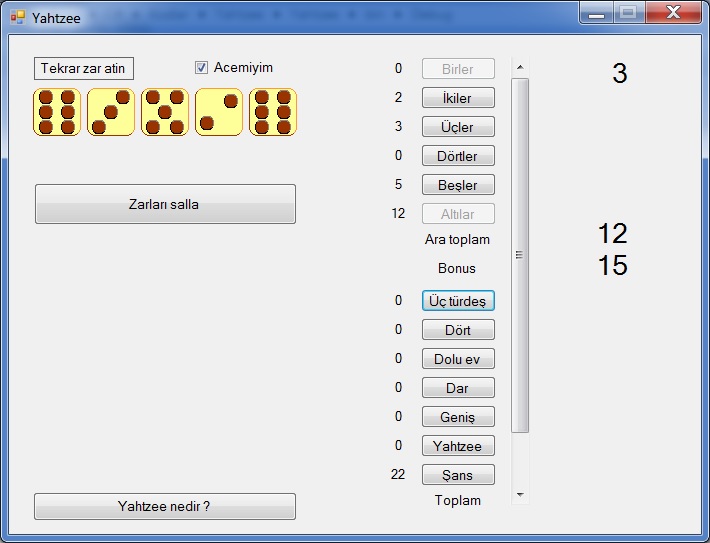 Yahtzee
Tekrar zar atin
Acemiyim
Zarları salla
Yahtzee nedir ?
0 Birler 3
2 İkiler
3 Üçler
0 Dörtler
5 Beşler
12 Altılar 12
Ara toplam 15
Bonus
0 Üç türdeş
0 Dört
0 Dolu ev
0 Dar
0 Geniş
0 Yahtzee
22 Şans
Toplam